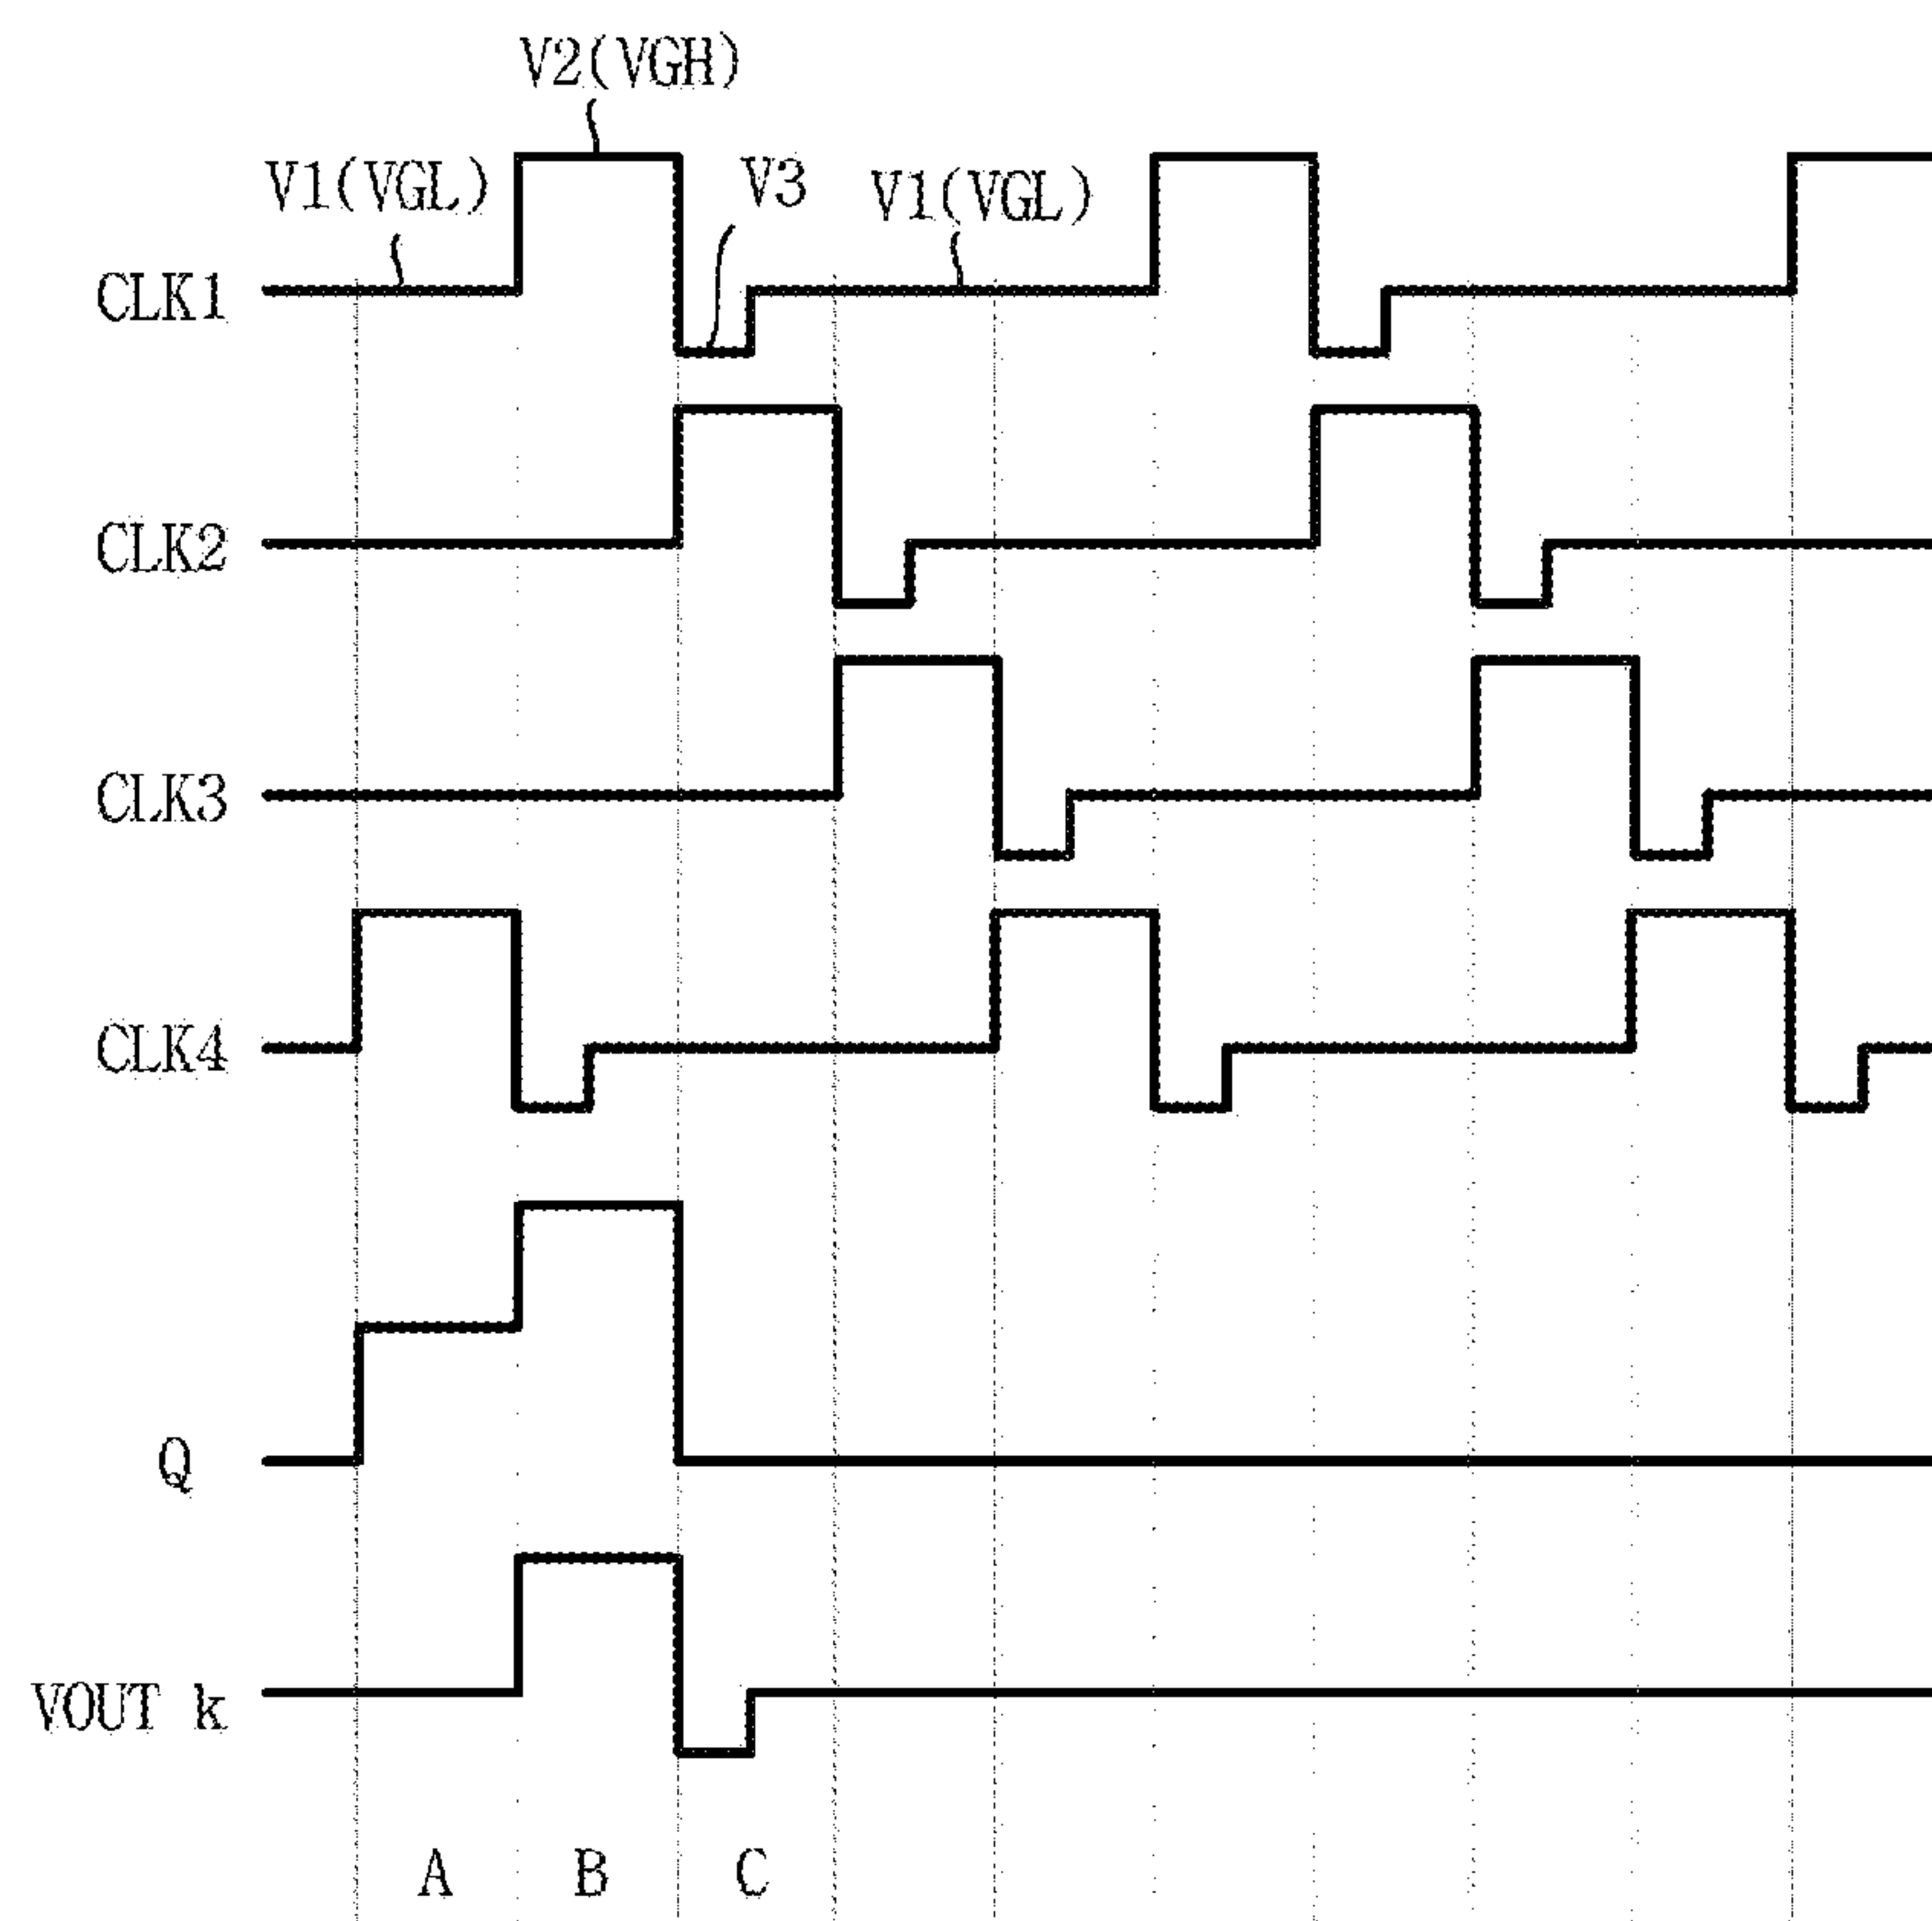 V2(VGH)
V1(VGL)
V3
V1(VGL)
CLK1
CLK2
CLK3
CLK4
Q
VOUT k
A B C